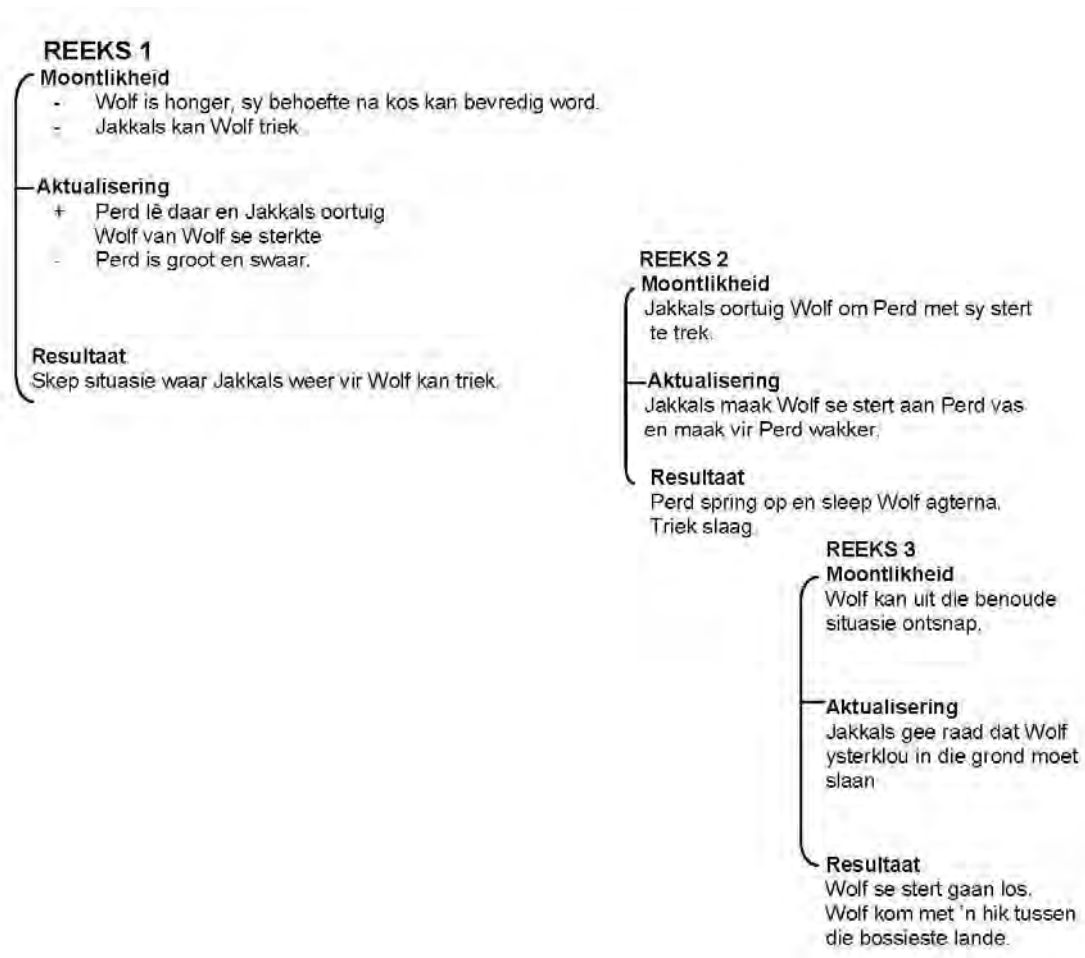 REEKS 1
Moontlikheid
- Wolf is honger, sy behoefte na kos kan bevredig word.
- Jakkals kan Wolf triek
Aktualisering
+ Perd lê daar en Jakkals oortuig
Wolf van Wolf se sterkte
- Perd is groot en swaar.
Resultaat
Skep situasie waar Jakkals weer vir Wolf kan triek.
REEKS 2
Moontlikheid
Jakkals oortuig Wolf om Perd met sy stert
te trek.
Aktualisering
Jakkals maak Wolf se stert aan Perd vas
en maak vir Perd wakker.
Resultaat
Perd spring op en sleep Wolf agterna.
Triek slaag.
REEKS 3
Moontlikheid
Wolf kan uit die benoude
situasie ontsnap.
Aktualisering
Jakkals gee raad dat Wolf
ysterklou in die grond moet
slaan
Resultaat
Wolf se stert gaan los.
Wolf kom met 'n hik tussen
die bossieste lande.